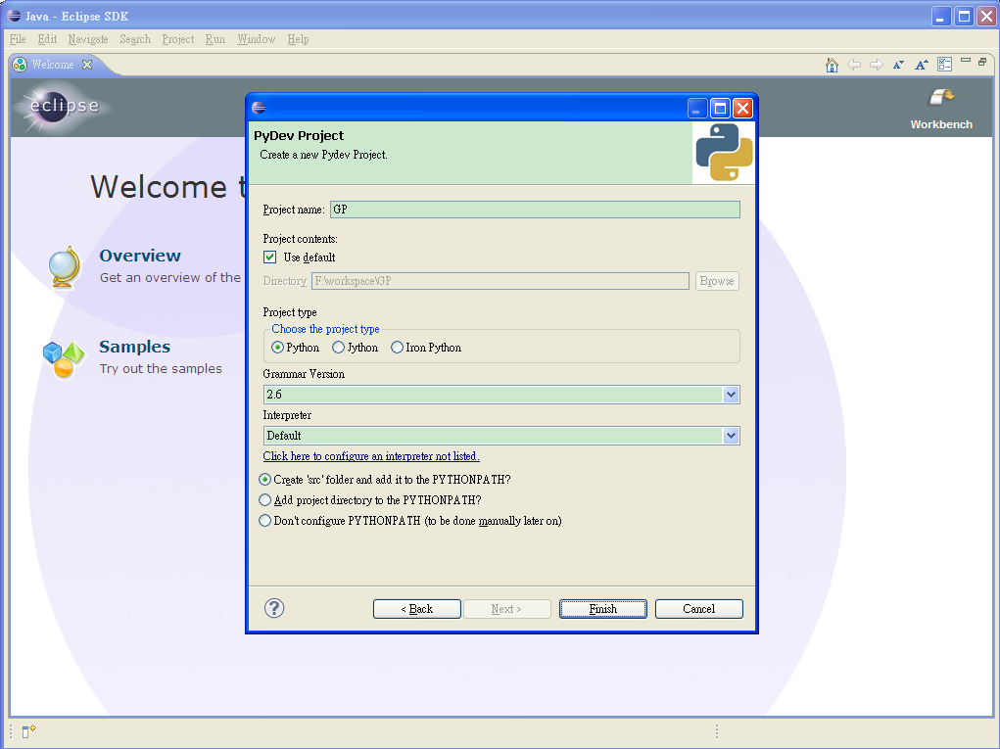 Java - Eclipse SDK
File Edit Navigate Search Project Run Window Help
Welcome
eclipse
Workbench
Welcome t
Overview
Get an overview of the
Samples
Try out the samples
PyDev Project
Create a new Pydev Project.
Project name: GP
Project contents:
Use default
Directory F:\workspace\GP Browse
Project type
Choose the project type
Python Jython Iron Python
Grammar Version
2.6
Interpreter
Default
Click here to configure an interpreter not listed.
Create 'src' folder and add it to the PYTHONPATH?
Add project directory to the PYTHONPATH?
Don't configure PYTHONPATH (to be done manually later on)
? < Back Next > Finish Cancel